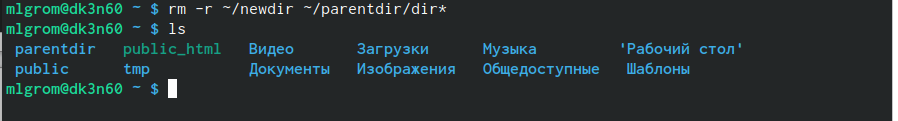 mlgrom@dk3n60 ~ $ rm -r ~/newdir ~/parentdir/dir*
mlgrom@dk3n60 ~ $ ls
parentdir public_html Видео Загрузки Музыка 'Рабочий стол'
public tmp Документы Изображения Общедоступные Шаблоны
mlgrom@dk3n60 ~ $